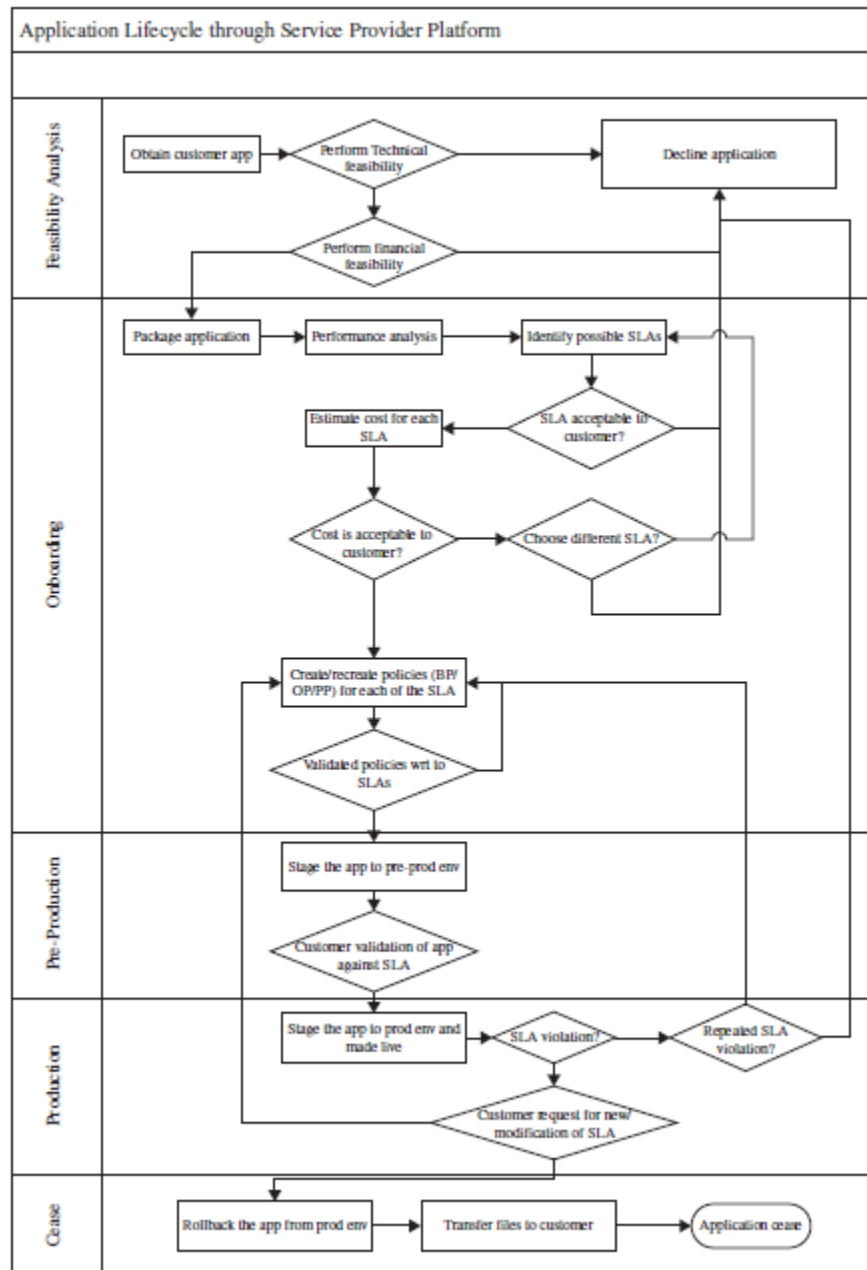 Application Lifecycle through Service Provider Platform
Feasibility Analysis
Obtain customer app
Perform Technical
feasibility
Decline application
Perform financial
feasibility
Onboarding
Package application
Performance analysis
Identify possible SLAs
Estimate cost for each
SLA
SLA acceptable to
customer?
Cost is acceptable to
customer?
Choose different SLA?
Create/recreate policies (BP/
OP/PP) for each of the SLA
Validated policies wrt to
SLAs
Pre-Production
Stage the app to pre-prod env
Customer validation of app
against SLA
Production
Stage the app to prod env and
made live
SLA violation?
Repeated SLA
violation?
Customer request for new/
modification of SLA
Cease
Rollback the app from prod env
Transfer files to customer
Application cease